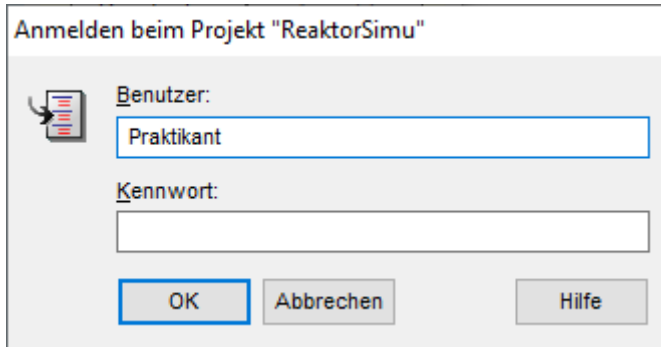 Anmelden beim Projekt "ReaktorSimu"
Benutzer:
Praktikant
Kennwort:
OK Abbrechen Hilfe